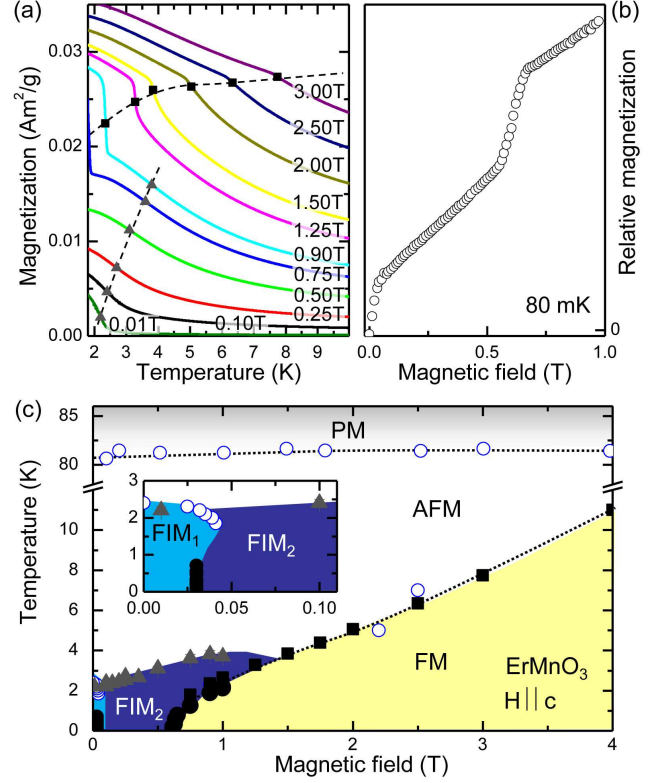 (a)
Magnetization (Am²/g)
0.03
0.02
0.01
0.00
3.00T
2.50T
2.00T
1.50T
1.25T
0.90T
0.75T
0.50T
0.25T
0.01T
0.10T
2 3 4 5 6 7 8 9
Temperature (K)
(b)
Relative magnetization
0
80 mK
0.0 0.5 1.0
Magnetic field (T)
(c)
Temperature (K)
85
80
10
8
6
4
2
0
PM
AFM
3
2
1
0
FIM₁
FIM₂
0.00 0.05 0.10
FM
ErMnO₃
H||c
FIM₂
0 1 2 3 4
Magnetic field (T)